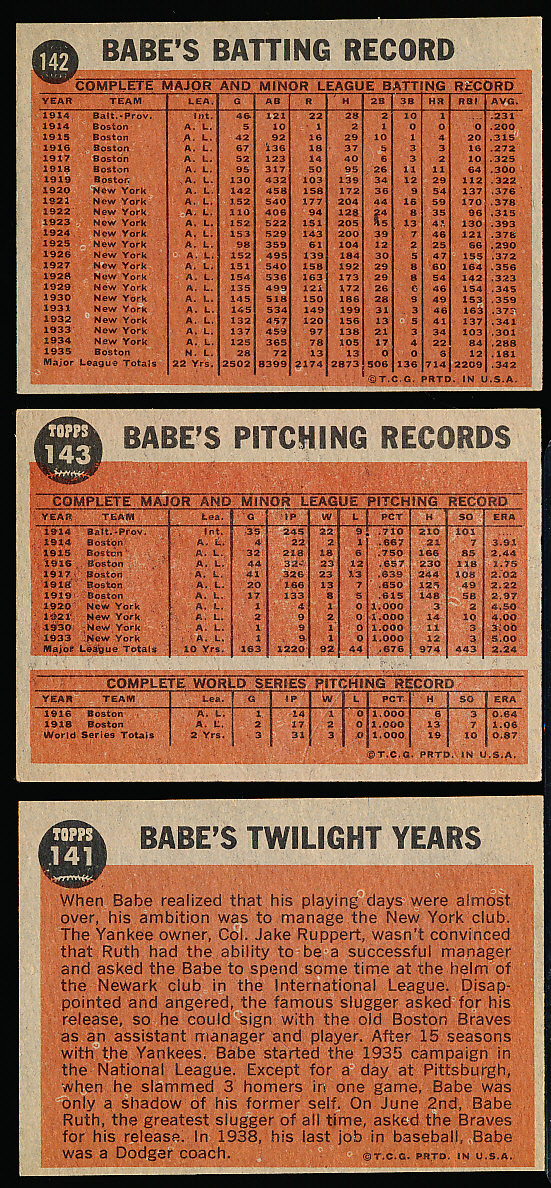 142
BABE'S BATTING RECORD
COMPLETE MAJOR AND MINOR LEAGUE BATTING RECORD
YEAR TEAM LEA. G AB R H 2B 3B HR RBI AVG.
1914 Balt.-Prov. Int. 46 121 22 28 2 10 1 ... .231
1914 Boston A. L. 5 10 1 2 1 0 0 0 .200
1915 Boston A. L. 42 92 16 29 10 1 4 20 .315
1916 Boston A. L. 67 136 18 37 5 3 3 16 .272
1917 Boston A. L. 52 123 14 40 6 3 2 10 .325
1918 Boston A. L. 95 317 50 95 26 11 11 64 .300
1919 Boston A. L. 130 432 103 139 34 12 29 112 .322
1920 New York A. L. 142 458 158 172 36 9 54 137 .376
1921 New York A. L. 152 540 177 204 44 16 59 170 .378
1922 New York A. L. 110 406 94 128 24 8 35 96 .315
1923 New York A. L. 152 522 151 205 45 13 41 130 .393
1924 New York A. L. 153 529 143 200 39 7 46 121 .378
1925 New York A. L. 98 359 61 104 12 2 25 66 .290
1926 New York A. L. 152 495 139 184 30 5 47 155 .372
1927 New York A. L. 151 540 158 192 29 8 60 164 .356
1928 New York A. L. 154 536 163 173 29 8 54 142 .323
1929 New York A. L. 135 499 121 172 26 6 46 154 .345
1930 New York A. L. 145 518 150 186 28 9 49 153 .359
1931 New York A. L. 145 534 149 199 31 3 46 163 .373
1932 New York A. L. 132 457 120 156 13 5 41 137 .341
1933 New York A. L. 137 459 97 138 21 3 34 103 .301
1934 New York A. L. 125 365 78 105 17 4 22 84 .288
1935 Boston N. L. 28 72 13 13 0 0 6 12 .181
Major League Totals 22 Yrs. 2502 8399 2174 2873 506 136 714 2209 .342
©T.C.G. PRTD. IN U.S.A.
TOPPS
143
BABE'S PITCHING RECORDS
COMPLETE MAJOR AND MINOR LEAGUE PITCHING RECORD
YEAR TEAM Lea. G IP W L PCT H SO ERA
1914 Balt.-Prov. Int. 35 245 22 9 .710 210 101
1914 Boston A. L. 4 22 2 1 .667 21 7 3.91
1915 Boston A. L. 32 218 18 6 .750 166 85 2.44
1916 Boston A. L. 44 23 12 .657 230 118 1.75
1917 Boston A. L. 41 326 23 13 .639 244 108 2.02
1918 Boston A. L. 20 166 13 7 .650 125 49 2.22
1919 Boston A. L. 17 133 8 5 .615 148 58 2.97
1920 New York A. L. 1 4 1 0 1.000 3 2 4.50
1921 New York A. L. 2 9 2 0 1.000 14 10 4.00
1930 New York A. L. 1 9 1 0 1.000 11 3 3.00
1933 New York A. L. 1 9 1 0 1.000 12 3 5.00
Major League Totals 10 Yrs. 163 1220 92 44 .676 974 443 2.24
COMPLETE WORLD SERIES PITCHING RECORD
YEAR TEAM Lea. G IP W L PCT H SO ERA
1916 Boston A. L. 1 14 1 0 1.000 6 3 0.64
1918 Boston A. L. 2 17 2 0 1.000 13 7 1.06
World Series Totals 2 Yrs. 3 31 3 0 1.000 19 10 0.87
©T.C.G. PRTD. IN U.S.A.
TOPPS
141
BABE'S TWILIGHT YEARS
When Babe realized that his playing days were almost
over, his ambition was to manage the New York club.
The Yankee owner, Col. Jake Ruppert, wasn't convinced
that Ruth had the ability to be a successful manager
and asked the Babe to spend some time at the helm of
the Newark club in the International League. Disap-
pointed and angered, the famous slugger asked for his
release, so he could sign with the old Boston Braves
as an assistant manager and player. After 15 seasons
with the Yankees, Babe started the 1935 campaign in
the National League. Except for a day at Pittsburgh,
when he slammed 3 homers in one game, Babe was
only a shadow of his former self. On June 2nd, Babe
Ruth, the greatest slugger of all time, asked the Braves
for his release. In 1938, his last job in baseball, Babe
was a Dodger coach.
©T.C.G. PRTD. IN U.S.A.